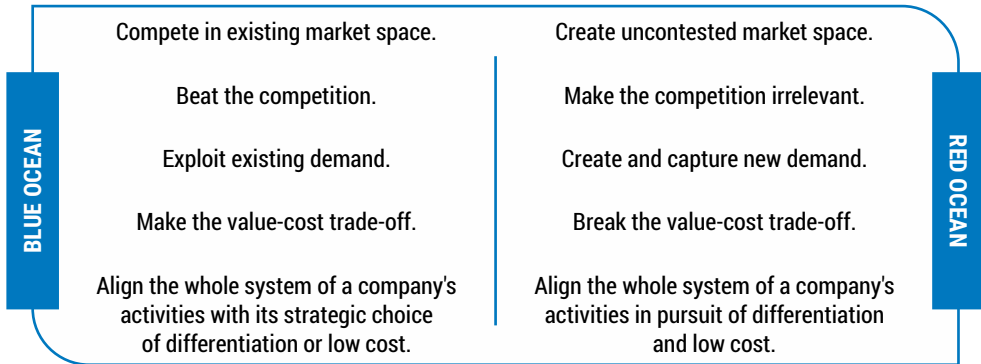 BLUE OCEAN
Compete in existing market space.
Beat the competition.
Exploit existing demand.
Make the value-cost trade-off.
Align the whole system of a company's
activities with its strategic choice
of differentiation or low cost.
Create uncontested market space.
Make the competition irrelevant.
Create and capture new demand.
Break the value-cost trade-off.
Align the whole system of a company's
activities in pursuit of differentiation
and low cost.
RED OCEAN